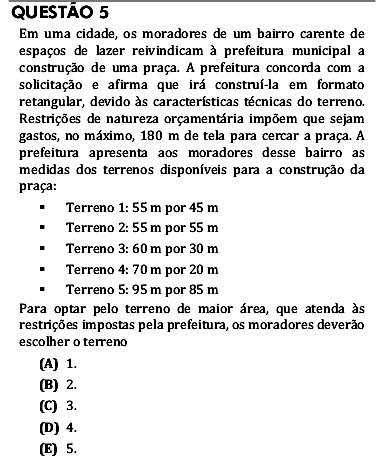 QUESTÃO 5
Em uma cidade, os moradores de um bairro carente de
espaços de lazer reivindicam à prefeitura municipal a
construção de uma praça. A prefeitura concorda com a
solicitação e afirma que irá construí-la em formato
retangular, devido às características técnicas do terreno.
Restrições de natureza orçamentária impõem que sejam
gastos, no máximo, 180 m de tela para cercar a praça. A
prefeitura apresenta aos moradores desse bairro as
medidas dos terrenos disponíveis para a construção da
praça:
▪ Terreno 1: 55 m por 45 m
▪ Terreno 2: 55 m por 55 m
▪ Terreno 3: 60 m por 30 m
▪ Terreno 4: 70 m por 20 m
▪ Terreno 5: 95 m por 85 m
Para optar pelo terreno de maior área, que atenda às
restrições impostas pela prefeitura, os moradores deverão
escolher o terreno
(A) 1.
(B) 2.
(C) 3.
(D) 4.
(E) 5.